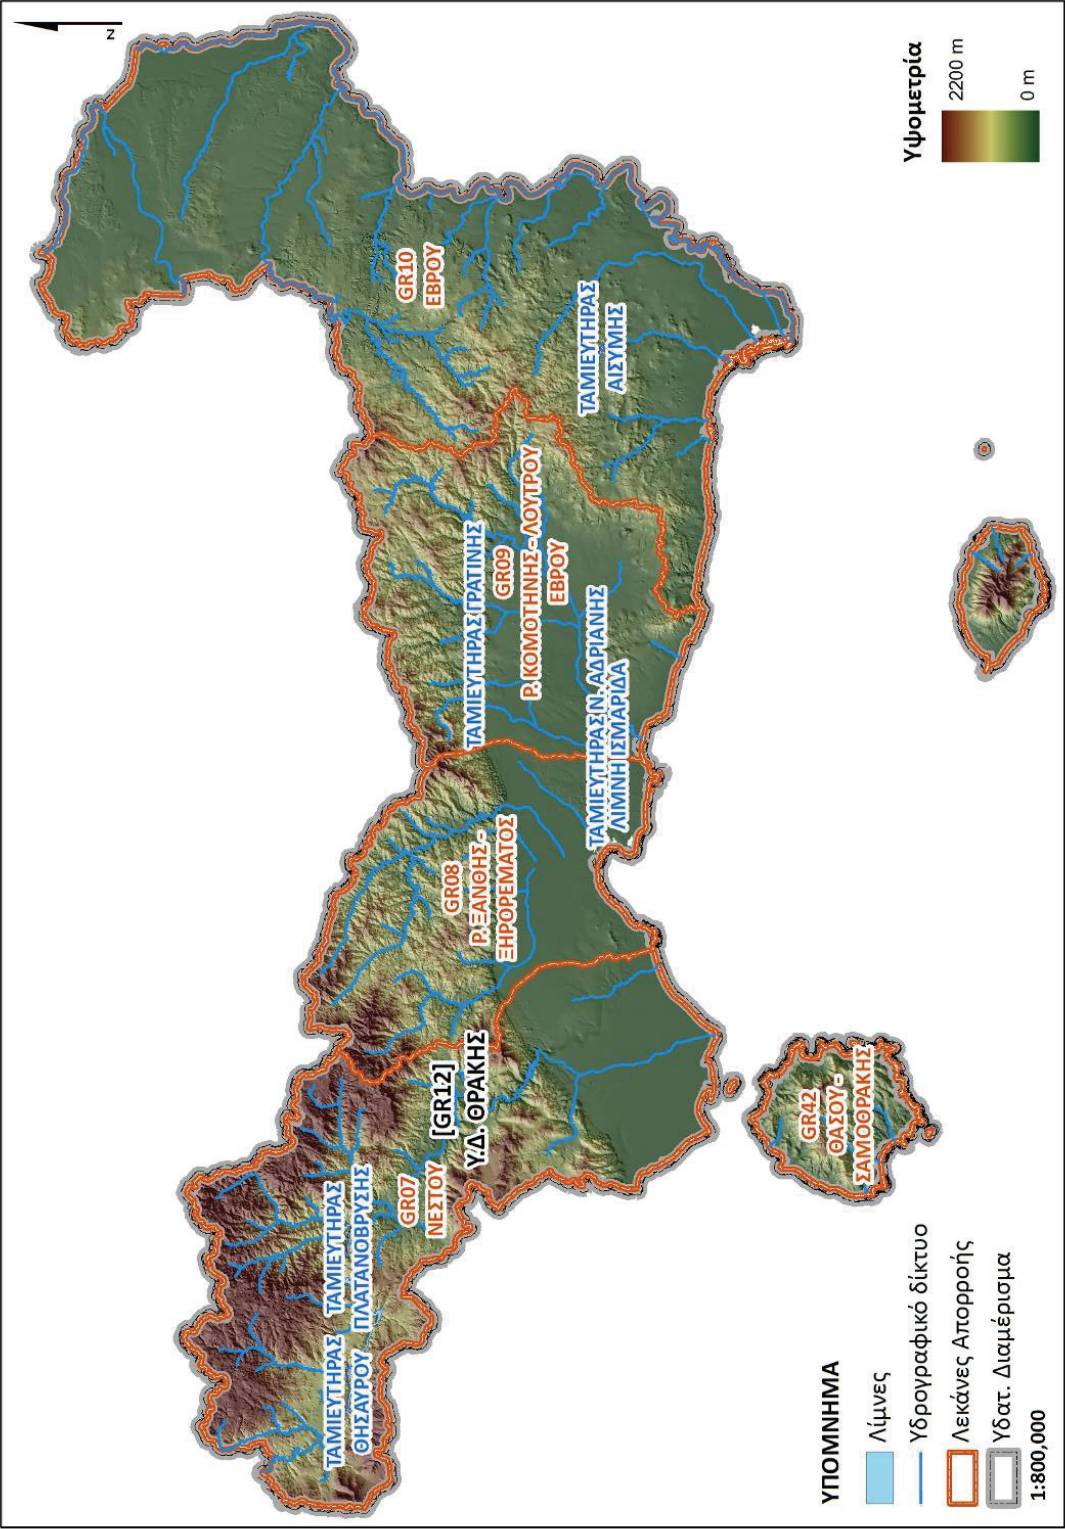 N
ΤΑΜΙΕΥΤΗΡΑΣ
ΘΗΣΑΥΡΟΥ
ΤΑΜΙΕΥΤΗΡΑΣ
ΠΛΑΤΑΝΟΒΡΥΣΗΣ
GR07
ΝΕΣΤΟΥ
[GR12]
Υ.Δ. ΘΡΑΚΗΣ
GR08
Ρ. ΞΑΝΘΗΣ -
ΞΗΡΟΡΕΜΑΤΟΣ
ΤΑΜΙΕΥΤΗΡΑΣ ΓΡΑΤΙΝΗΣ
GR09
Ρ. ΚΟΜΟΤΗΝΗΣ - ΛΟΥΤΡΟΥ
ΕΒΡΟΥ
ΤΑΜΙΕΥΤΗΡΑΣ Ν. ΑΔΡΙΑΝΗΣ
ΛΙΜΝΗ ΙΣΜΑΡΙΔΑ
GR10
ΕΒΡΟΥ
ΤΑΜΙΕΥΤΗΡΑΣ
ΑΙΣΥΜΗΣ
GR42
ΘΑΣΟΥ -
ΣΑΜΟΘΡΑΚΗΣ
ΥΠΟΜΝΗΜΑ
Λίμνες
Υδρογραφικό δίκτυο
Λεκάνες Απορροής
Υδατ. Διαμέρισμα
1:800,000
Υψομετρία
2200 m
0 m